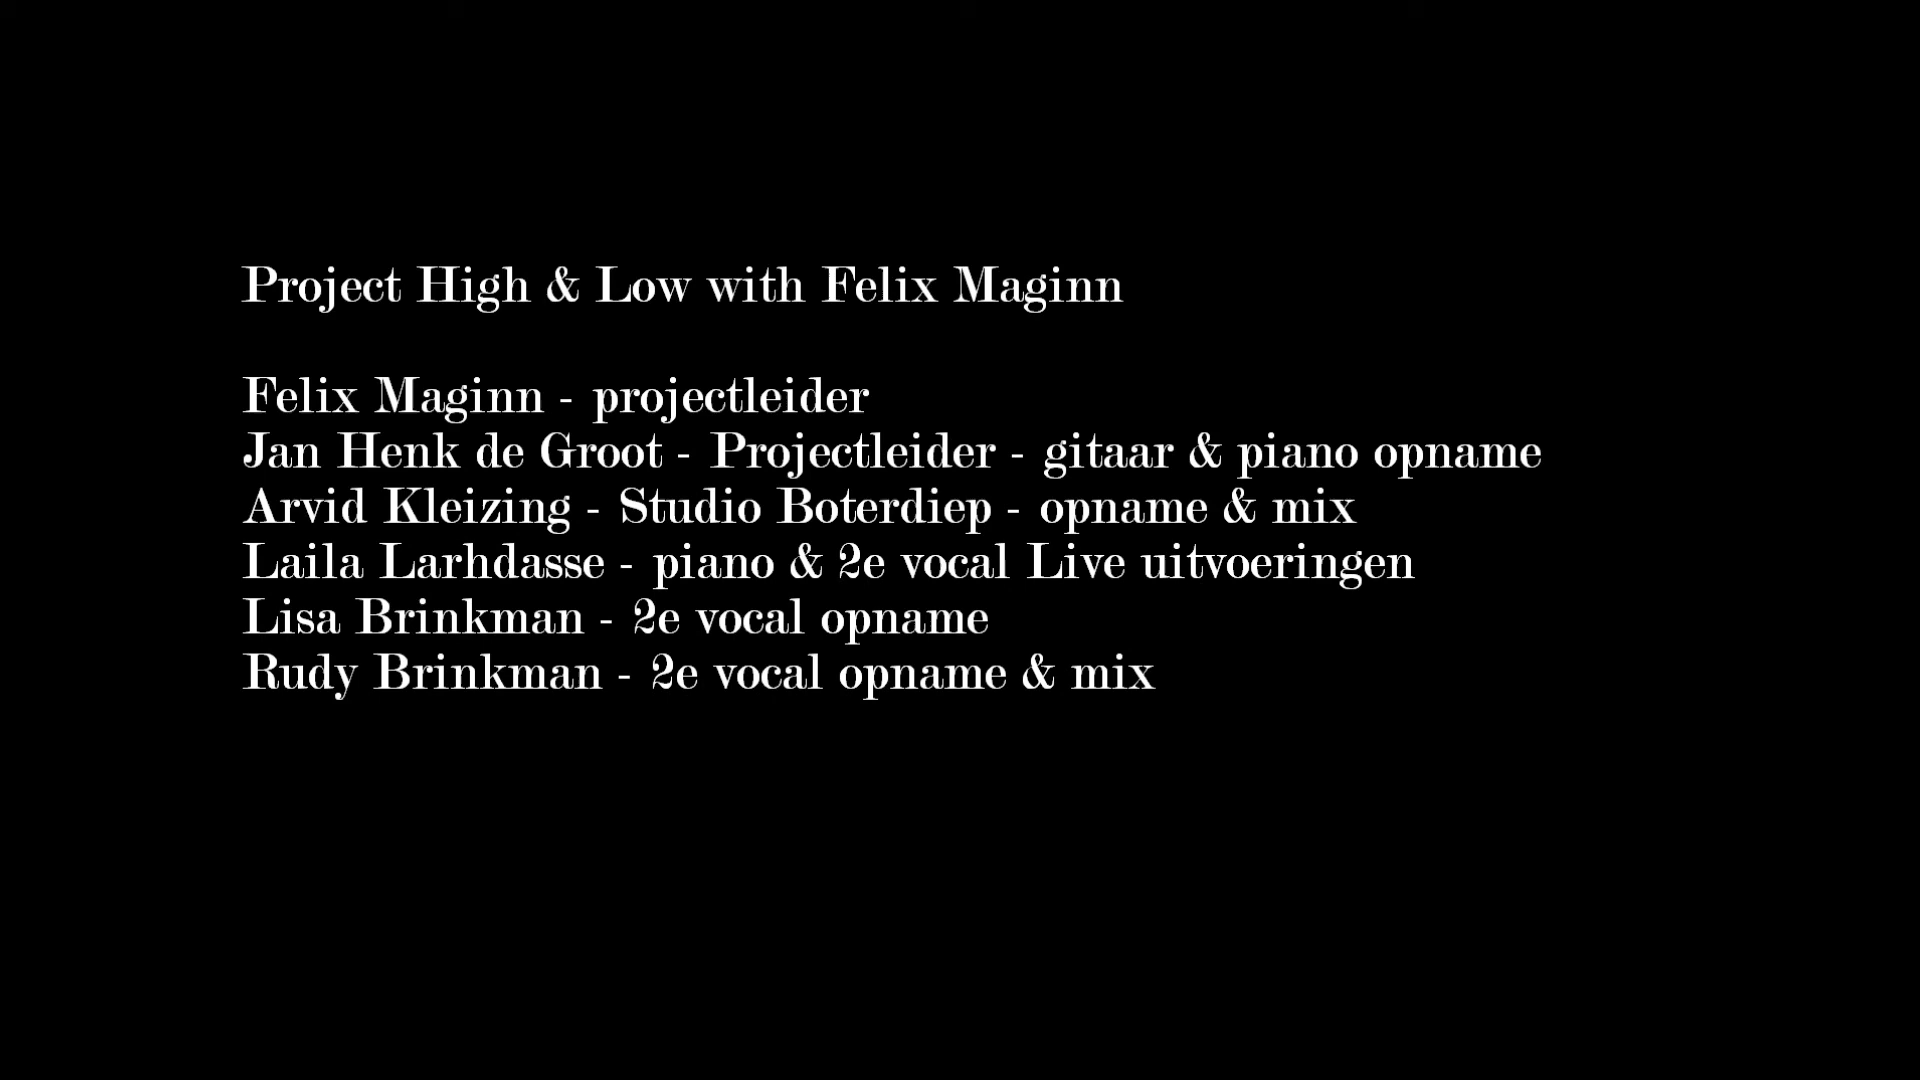 Project High & Low with Felix Maginn
Felix Maginn - projectleider
Jan Henk de Groot - Projectleider - gitaar & piano opname
Arvid Kleizing - Studio Boterdiep - opname & mix
Laila Larhdasse - piano & 2e vocal Live uitvoeringen
Lisa Brinkman - 2e vocal opname
Rudy Brinkman - 2e vocal opname & mix